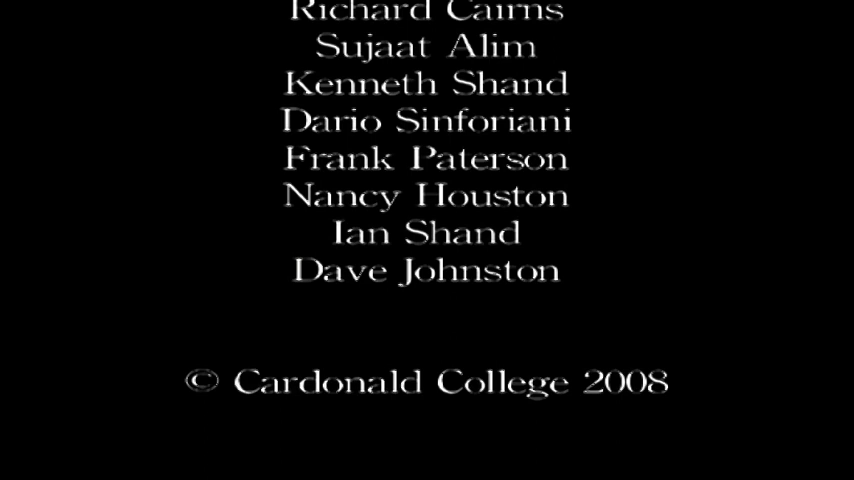 Richard Cairns
Sujaat Alim
Kenneth Shand
Dario Sinforiani
Frank Paterson
Nancy Houston
Ian Shand
Dave Johnston
© Cardonald College 2008